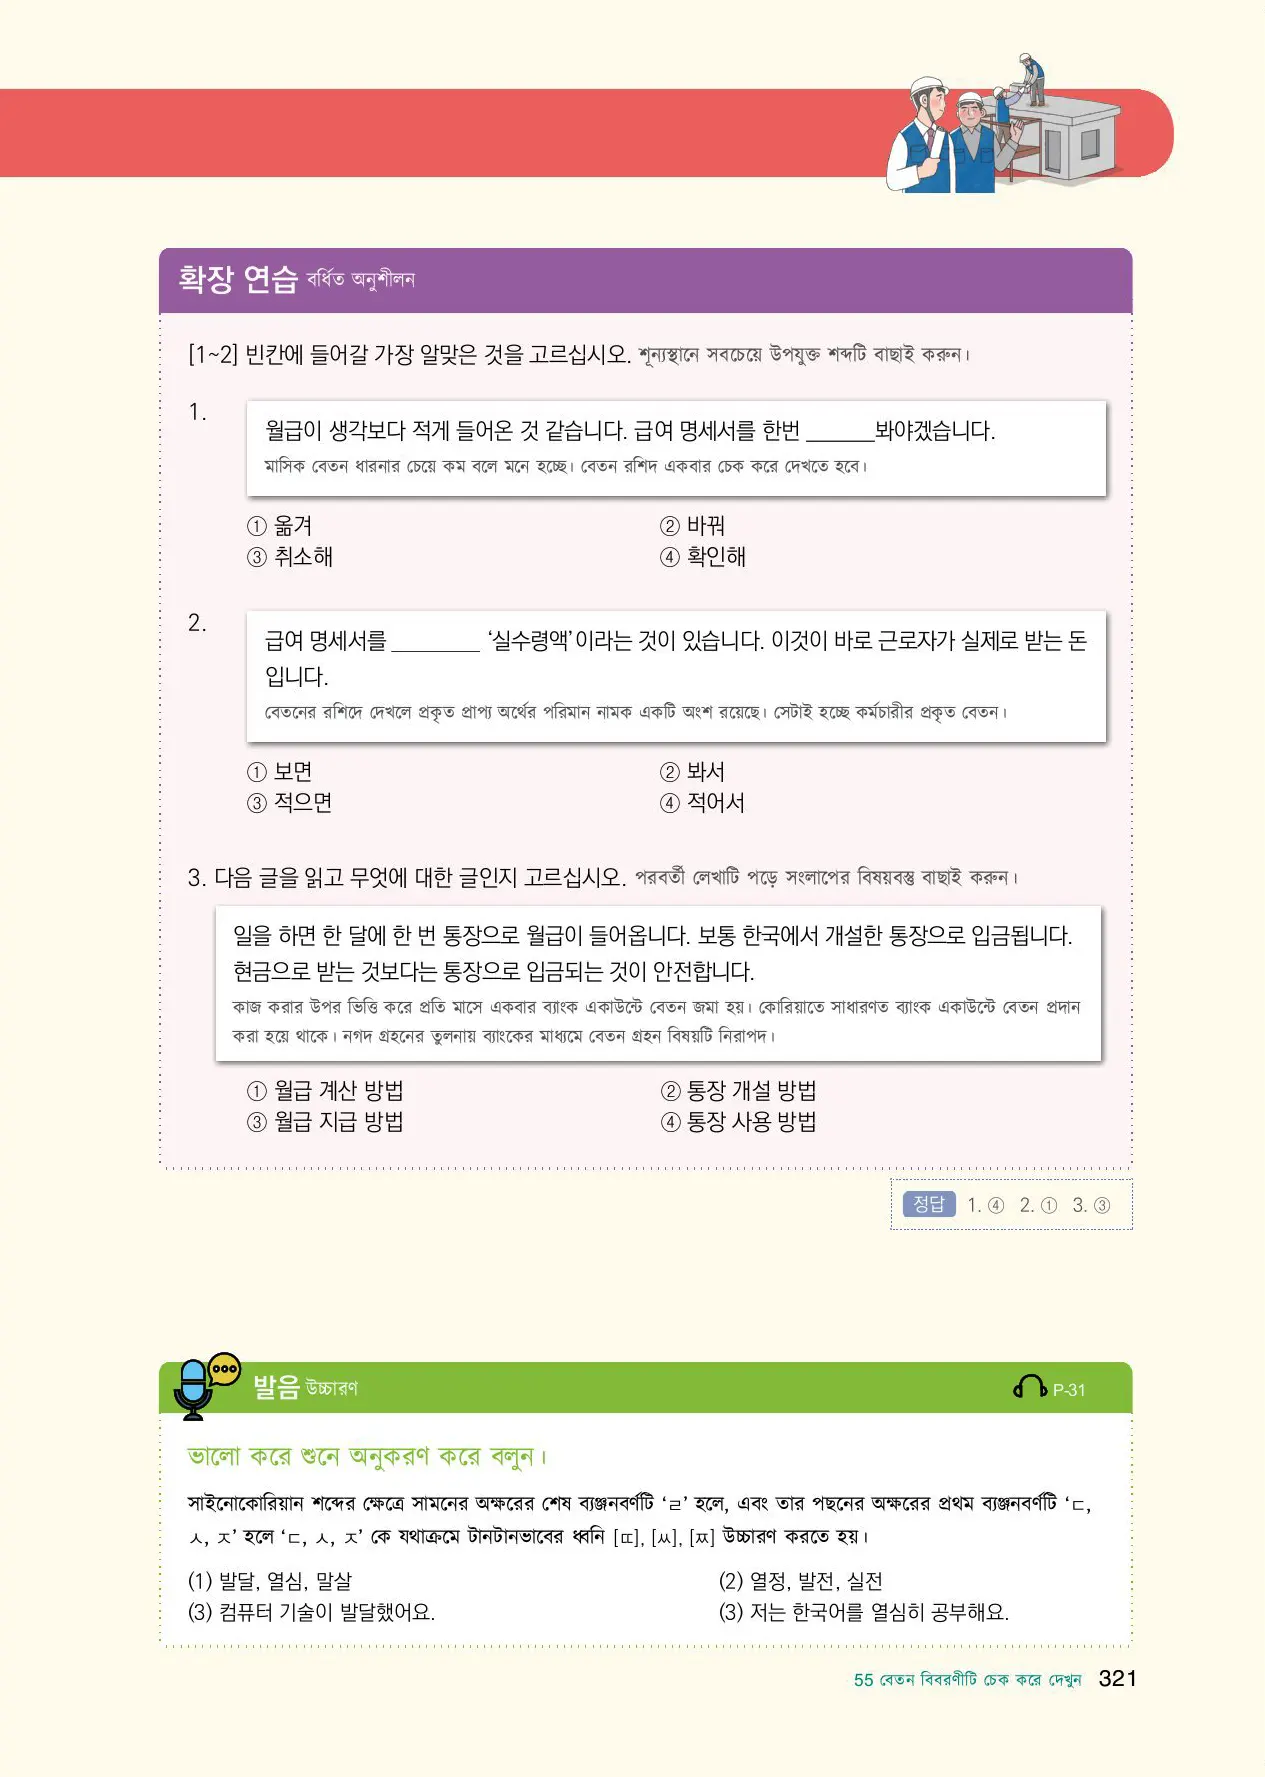 확장 연습 বর্ধিত অনুশীলন
[1~2] 빈칸에 들어갈 가장 알맞은 것을 고르십시오. শূন্যস্থানে সবচেয়ে উপযুক্ত শব্দটি বাছাই করুন।
1.
월급이 생각보다 적게 들어온 것 같습니다. 급여 명세서를 한번 ______봐야겠습니다.
মাসিক বেতন ধারনার চেয়ে কম বলে মনে হচ্ছে। বেতন রশিদ একবার চেক করে দেখতে হবে।
① 옮겨 ② 바꿔
③ 취소해 ④ 확인해
2.
급여 명세서를 ________ ‘실수령액’이라는 것이 있습니다. 이것이 바로 근로자가 실제로 받는 돈
입니다.
বেতনের রশিদে দেখলে প্রকৃত প্রাপ্য অর্থের পরিমান নামক একটি অংশ রয়েছে। সেটাই হচ্ছে কর্মচারীর প্রকৃত বেতন।
① 보면 ② 봐서
③ 적으면 ④ 적어서
3. 다음 글을 읽고 무엇에 대한 글인지 고르십시오. পরবর্তী লেখাটি পড়ে সংলাপের বিষয়বস্তু বাছাই করুন।
일을 하면 한 달에 한 번 통장으로 월급이 들어옵니다. 보통 한국에서 개설한 통장으로 입금됩니다.
현금으로 받는 것보다는 통장으로 입금되는 것이 안전합니다.
কাজ করার উপর ভিত্তি করে প্রতি মাসে একবার ব্যাংক একাউন্টে বেতন জমা হয়। কোরিয়াতে সাধারণত ব্যাংক একাউন্টে বেতন প্রদান
করা হয়ে থাকে। নগদ গ্রহনের তুলনায় ব্যাংকের মাধ্যমে বেতন গ্রহন বিষয়টি নিরাপদ।
① 월급 계산 방법 ② 통장 개설 방법
③ 월급 지급 방법 ④ 통장 사용 방법
정답 1. ④ 2. ① 3. ③
발음 উচ্চারণ P-31
ভালো করে শুনে অনুকরণ করে বলুন।
সাইনোকোরিয়ান শব্দের ক্ষেত্রে সামনের অক্ষরের শেষ ব্যঞ্জনবর্ণটি ‘ㄹ’ হলে, এবং তার পছনের অক্ষরের প্রথম ব্যঞ্জনবর্ণটি ‘ㄷ,
ㅅ, ㅈ’ হলে ‘ㄷ, ㅅ, ㅈ’ কে যথাক্রমে টানটানভাবের ধ্বনি [ㄸ], [ㅆ], [ㅉ] উচ্চারণ করতে হয়।
(1) 발달, 열심, 말살 (2) 열정, 발전, 실전
(3) 컴퓨터 기술이 발달했어요. (3) 저는 한국어를 열심히 공부해요.
55 বেতন বিবরণীটি চেক করে দেখুন 321